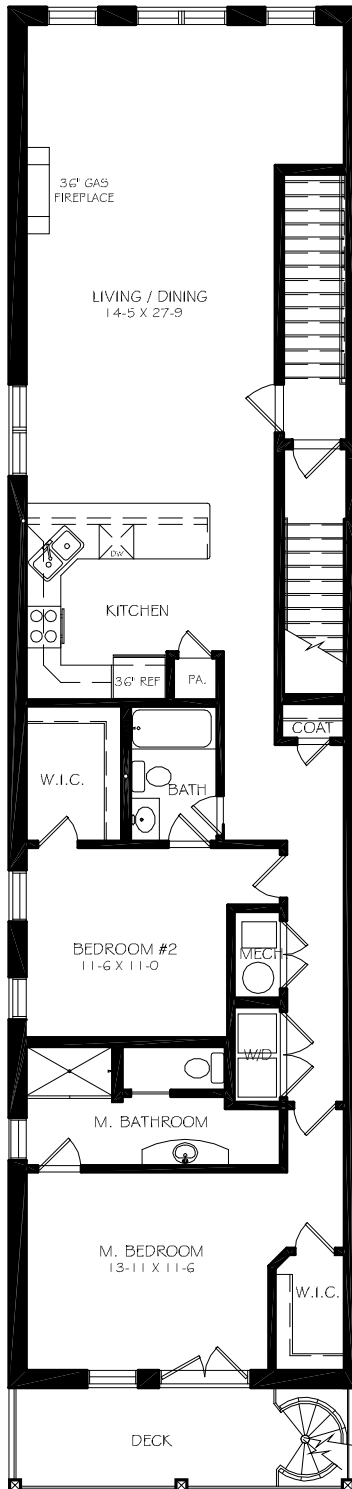 36" GAS
FIREPLACE
LIVING / DINING
14-5 X 27-9
DW
KITCHEN
36" REF
PA.
COAT
W.I.C.
BATH
BEDROOM #2
11-6 X 11-0
MECH
W/D
M. BATHROOM
M. BEDROOM
13-11 X 11-6
W.I.C.
DECK